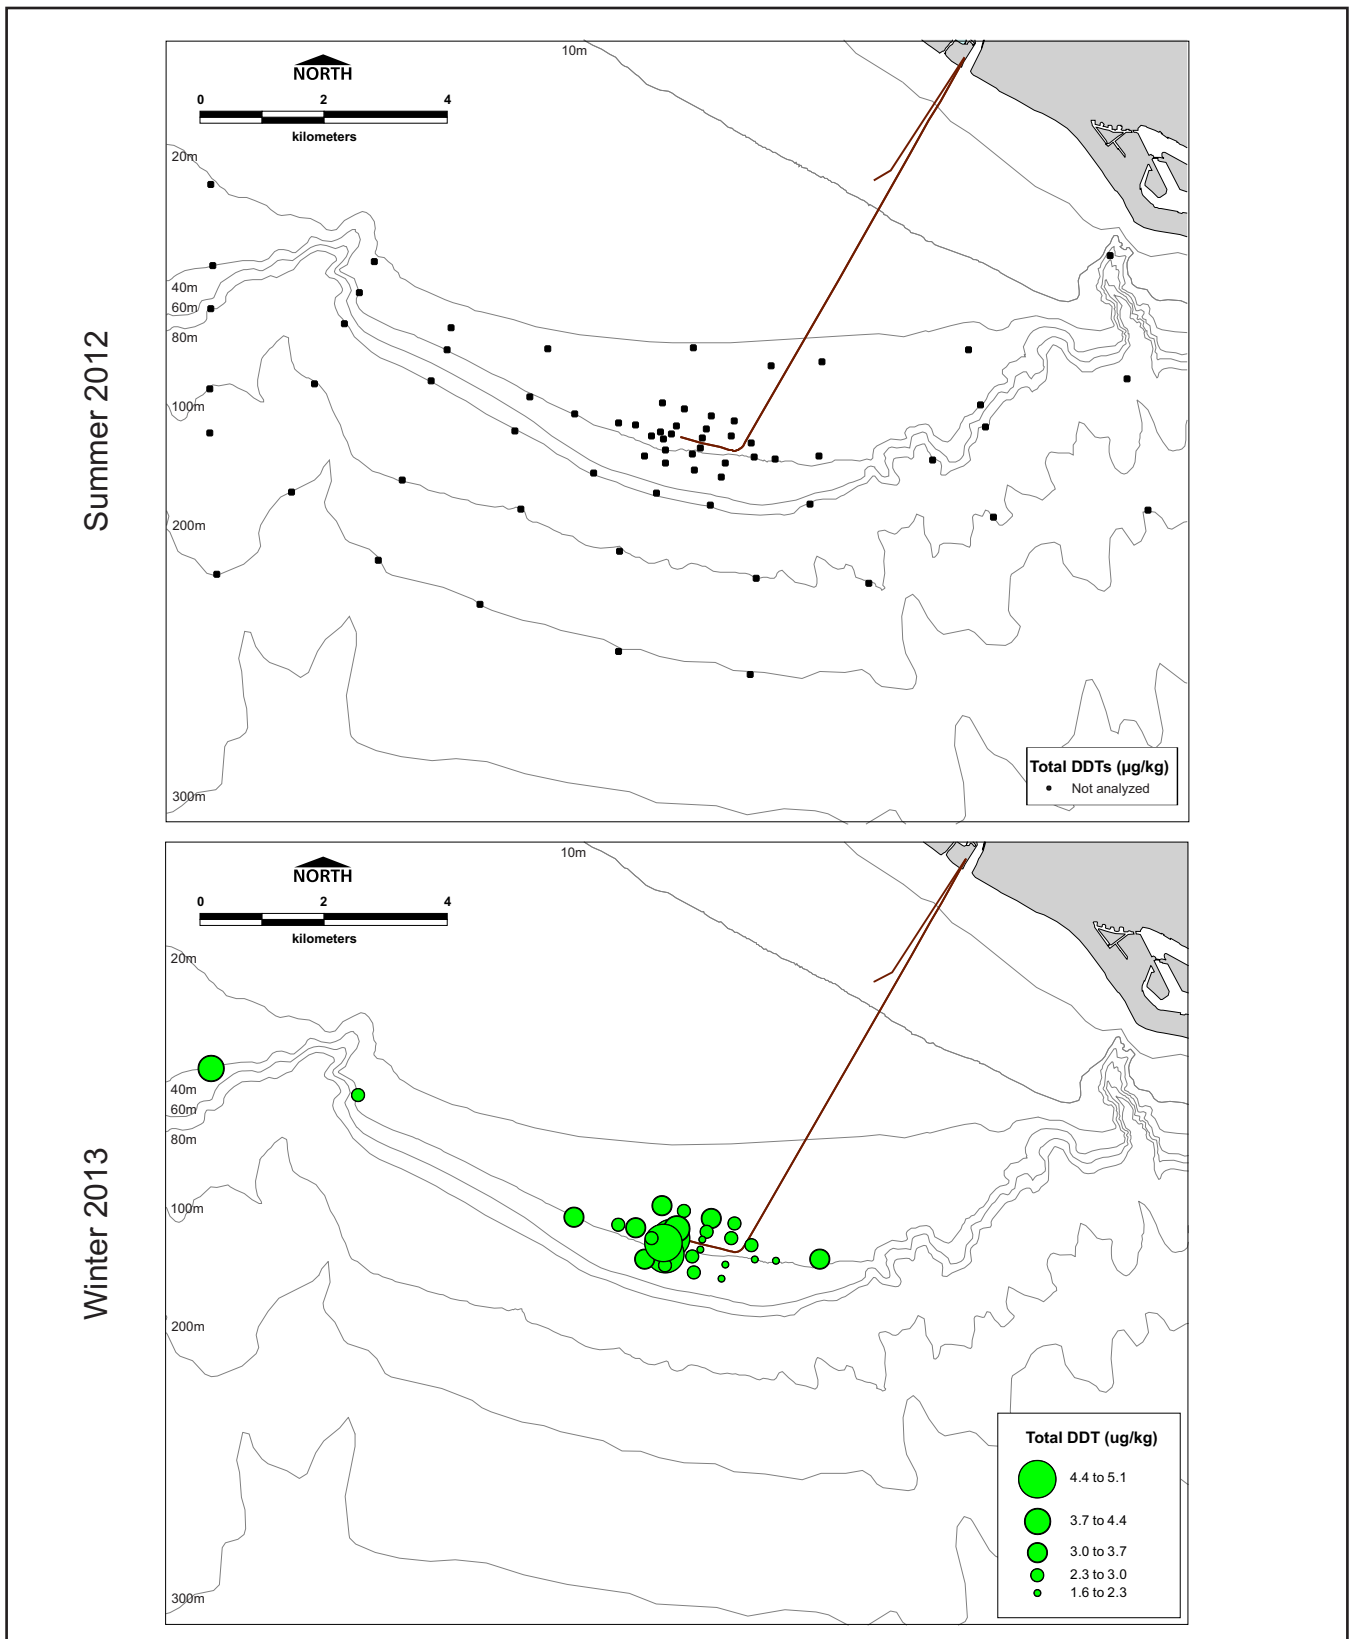 Summer 2012
10m
NORTH
0 2 4
kilometers
20m
40m
60m
80m
100m
200m
300m
Total DDTs (µg/kg)
Not analyzed
Winter 2013
10m
NORTH
0 2 4
kilometers
20m
40m
60m
80m
100m
200m
300m
Total DDT (ug/kg)
4.4 to 5.1
3.7 to 4.4
3.0 to 3.7
2.3 to 3.0
1.6 to 2.3